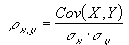 ρx,y = Cov(X,Y) / σx · σy